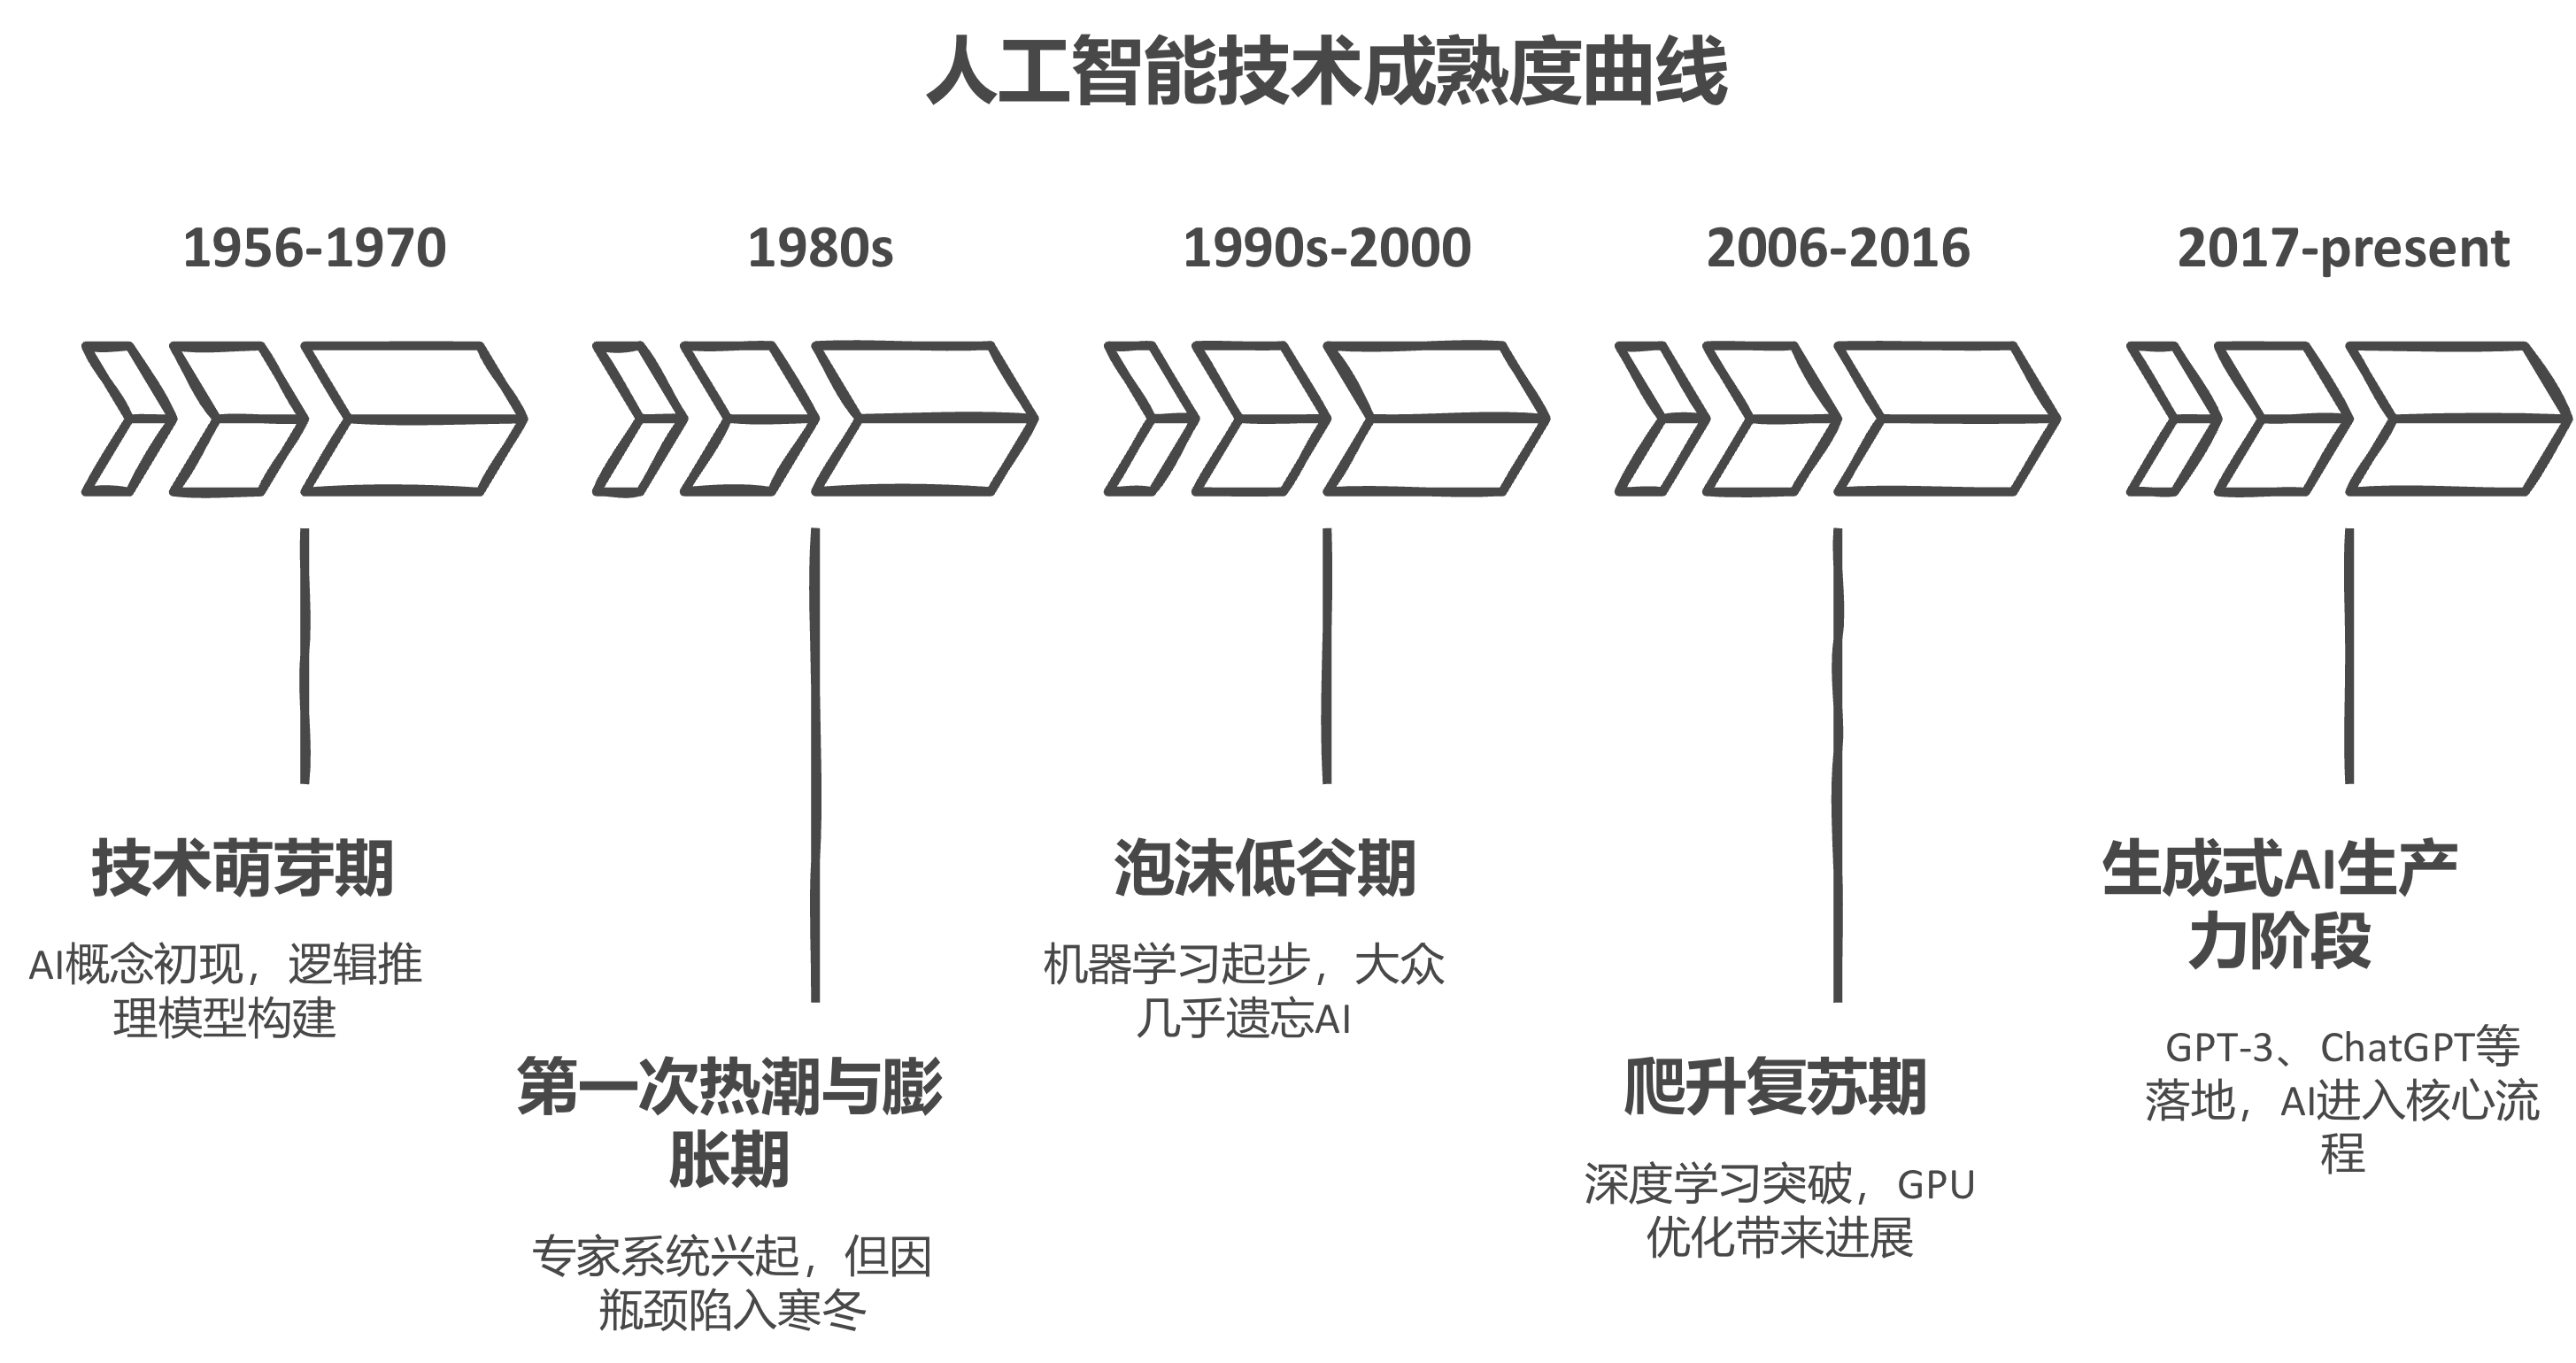 人工智能技术成熟度曲线
1956-1970
1980s
1990s-2000
2006-2016
2017-present
技术萌芽期
AI概念初现，逻辑推
理模型构建
第一次热潮与膨
胀期
专家系统兴起，但因
瓶颈陷入寒冬
泡沫低谷期
机器学习起步，大众
几乎遗忘AI
爬升复苏期
深度学习突破，GPU
优化带来进展
生成式AI生产
力阶段
GPT-3、ChatGPT等
落地，AI进入核心流
程